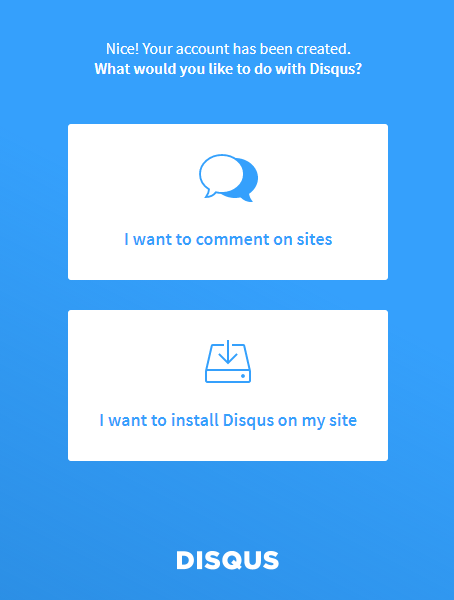 Nice! Your account has been created.
What would you like to do with Disqus?
I want to comment on sites
I want to install Disqus on my site
DISQUS